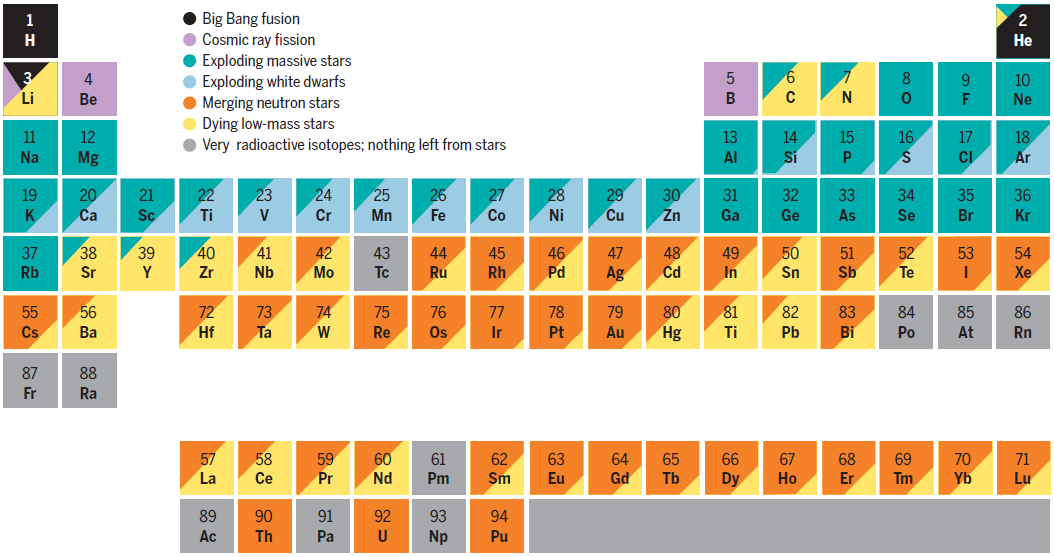 1 2
H He
Big Bang fusion
Cosmic ray fission
Exploding massive stars
Exploding white dwarfs
Merging neutron stars
Dying low-mass stars
Very radioactive isotopes; nothing left from stars
3 4 5 6 7 8 9 10
Li Be B C N O F Ne
11 12 13 14 15 16 17 18
Na Mg Al Si P S Cl Ar
19 20 21 22 23 24 25 26 27 28 29 30 31 32 33 34 35 36
K Ca Sc Ti V Cr Mn Fe Co Ni Cu Zn Ga Ge As Se Br Kr
37 38 39 40 41 42 43 44 45 46 47 48 49 50 51 52 53 54
Rb Sr Y Zr Nb Mo Tc Ru Rh Pd Ag Cd In Sn Sb Te I Xe
55 56 72 73 74 75 76 77 78 79 80 81 82 83 84 85 86
Cs Ba Hf Ta W Re Os Ir Pt Au Hg Ti Pb Bi Po At Rn
87 88
Fr Ra
57 58 59 60 61 62 63 64 65 66 67 68 69 70 71
La Ce Pr Nd Pm Sm Eu Gd Tb Dy Ho Er Tm Yb Lu
89 90 91 92 93 94
Ac Th Pa U Np Pu